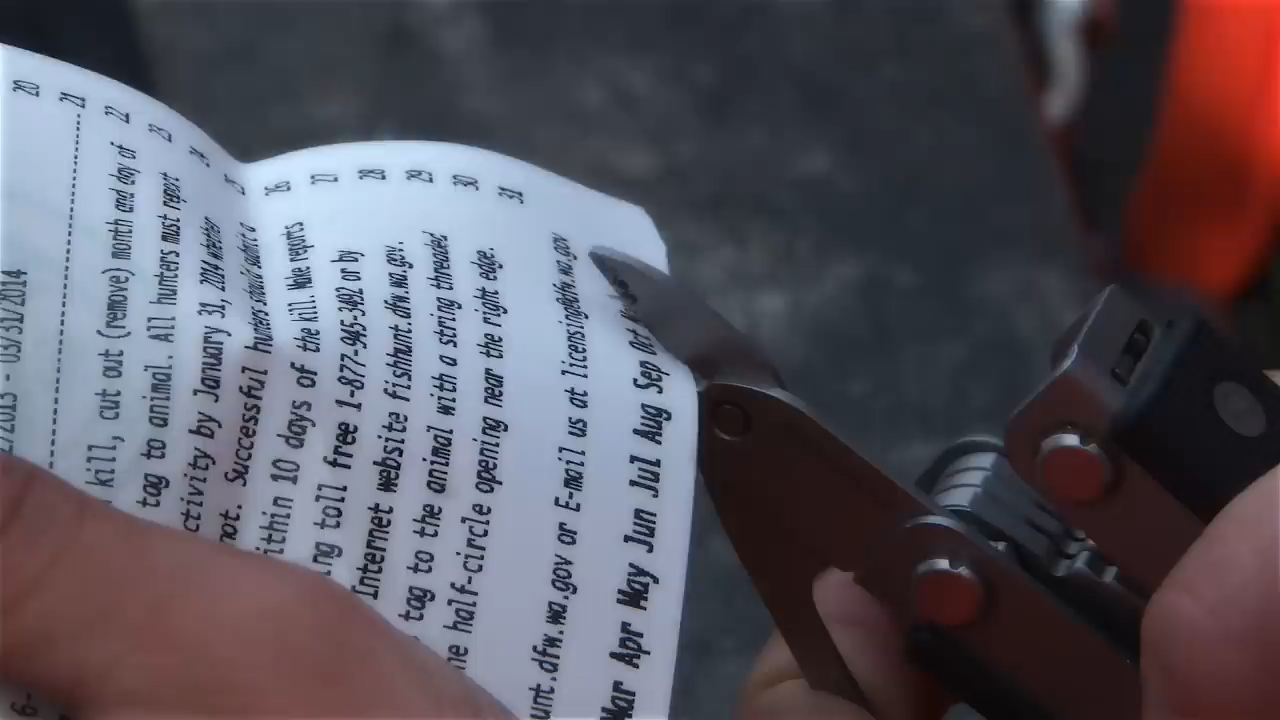 20 21 22 23 24 25 26 27 28 29 30 31
2/2013 - 03/31/2014
kill, cut out (remove) month and day of
tag to animal. All hunters must report
ctivity by January 31, 2014 whether
not. Successful hunters should submit a
ithin 10 days of the kill. Make reports
ing toll free 1-877-945-3492 or by
Internet website fishhunt.dfw.wa.gov.
tag to the animal with a string threaded
he half-circle opening near the right edge.
unt.dfw.wa.gov or E-mail us at licensing@dfw.wa.gov
Mar Apr May Jun Jul Aug Sep Oct
6-